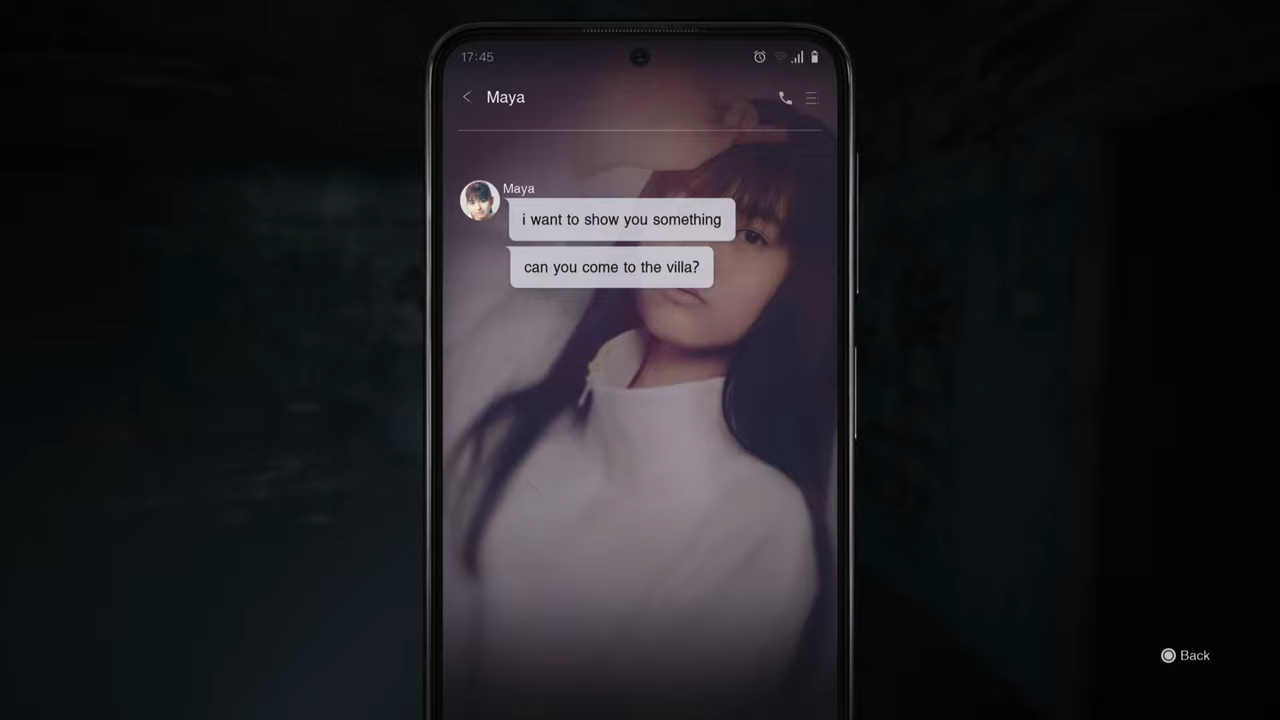 17:45
Maya
Maya
i want to show you something
can you come to the villa?
Back